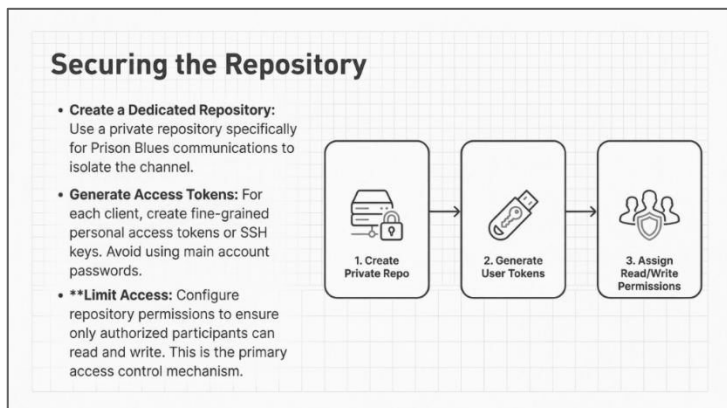 Securing the Repository
• Create a Dedicated Repository:
Use a private repository specifically
for Prison Blues communications to
isolate the channel.
• Generate Access Tokens: For
each client, create fine-grained
personal access tokens or SSH
keys. Avoid using main account
passwords.
• **Limit Access: Configure
repository permissions to ensure
only authorized participants can
read and write. This is the primary
access control mechanism.
1. Create
Private Repo
2. Generate
User Tokens
3. Assign
Read/Write
Permissions